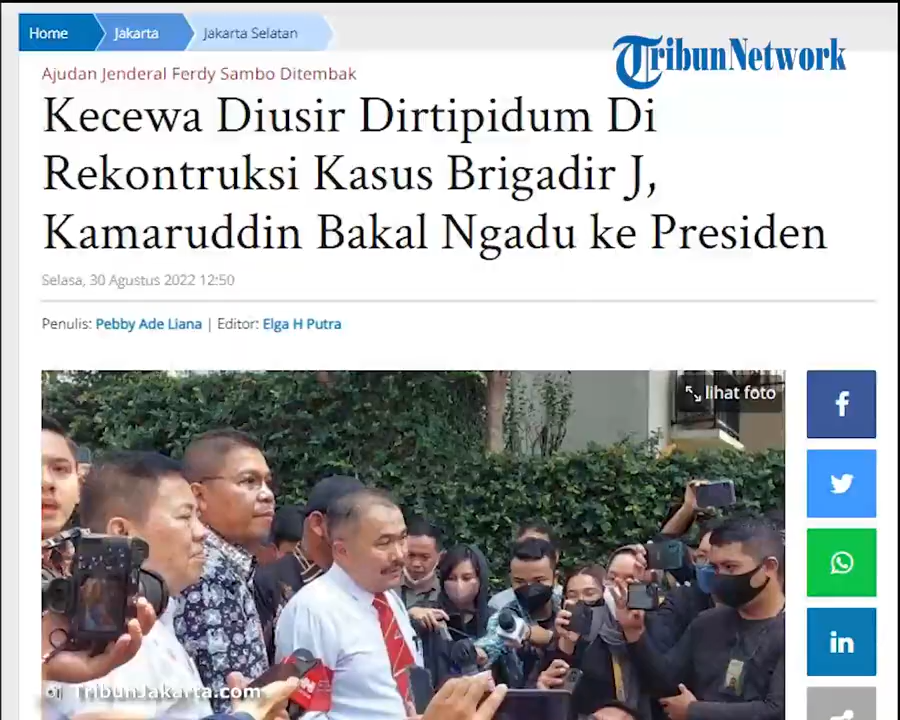 Home
Jakarta
Jakarta Selatan
TribunNetwork
Ajudan Jenderal Ferdy Sambo Ditembak
Kecewa Diusir Dirtipidum Di
Rekontruksi Kasus Brigadir J,
Kamaruddin Bakal Ngadu ke Presiden
Selasa, 30 Agustus 2022 12:50
Penulis: Pebby Ade Liana | Editor: Elga H Putra
lihat foto
TribunJakarta.com